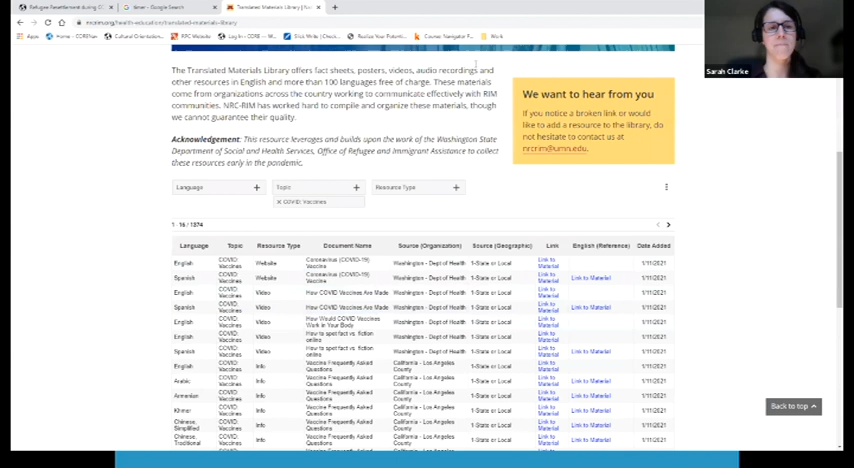 Refugee Resettlement during CO
timer - Google Search
Translated Materials Library | Na
nrcrim.org/health-education/translated-materials-library
Apps
Home - COREnav
Cultural Orientation...
RPC Website
Log In ‹ CORE — W...
Slick Write | Check...
Realize Your Potenti...
Course: Navigator F...
Work
Sarah Clarke
The Translated Materials Library offers fact sheets, posters, videos, audio recordings and
other resources in English and more than 100 languages free of charge. These materials
come from organizations across the country working to communicate effectively with RIM
communities. NRC-RIM has worked hard to compile and organize these materials, though
we cannot guarantee their quality.
Acknowledgement: This resource leverages and builds upon the work of the Washington State
Department of Social and Health Services, Office of Refugee and Immigrant Assistance to collect
these resources early in the pandemic.
We want to hear from you
If you notice a broken link or would
like to add a resource to the library, do
not hesitate to contact us at
nrcrim@umn.edu.
Language + Topic + Resource Type +
× COVID: Vaccines
1 - 16 / 1374
Language Topic Resource Type Document Name Source (Organization) Source (Geographic) Link English (Reference) Date Added
English COVID: Vaccines Website Coronavirus (COVID-19) Vaccine Washington - Dept of Health 1-State or Local Link to Material 1/11/2021
Spanish COVID: Vaccines Website Coronavirus (COVID-19) Vaccine Washington - Dept of Health 1-State or Local Link to Material Link to Material 1/11/2021
English COVID: Vaccines Video How COVID Vaccines Are Made Washington - Dept of Health 1-State or Local Link to Material 1/11/2021
Spanish COVID: Vaccines Video How COVID Vaccines Are Made Washington - Dept of Health 1-State or Local Link to Material Link to Material 1/11/2021
English COVID: Vaccines Video How Would COVID Vaccines Work In Your Body Washington - Dept of Health 1-State or Local Link to Material 1/11/2021
English COVID: Vaccines Video How to spot fact vs. fiction online Washington - Dept of Health 1-State or Local Link to Material 1/11/2021
Spanish COVID: Vaccines Video How to spot fact vs. fiction online Washington - Dept of Health 1-State or Local Link to Material Link to Material 1/11/2021
English COVID: Vaccines Info Vaccine Frequently Asked Questions California - Los Angeles County 1-State or Local Link to Material 1/11/2021
Arabic COVID: Vaccines Info Vaccine Frequently Asked Questions California - Los Angeles County 1-State or Local Link to Material Link to Material 1/11/2021
Armenian COVID: Vaccines Info Vaccine Frequently Asked Questions California - Los Angeles County 1-State or Local Link to Material Link to Material 1/11/2021
Khmer COVID: Vaccines Info Vaccine Frequently Asked Questions California - Los Angeles County 1-State or Local Link to Material Link to Material 1/11/2021
Chinese, Simplified COVID: Vaccines Info Vaccine Frequently Asked Questions California - Los Angeles County 1-State or Local Link to Material Link to Material 1/11/2021
Chinese, Traditional COVID: Vaccines Info Vaccine Frequently Asked Questions California - Los Angeles County 1-State or Local Link to Material Link to Material 1/11/2021
Back to top